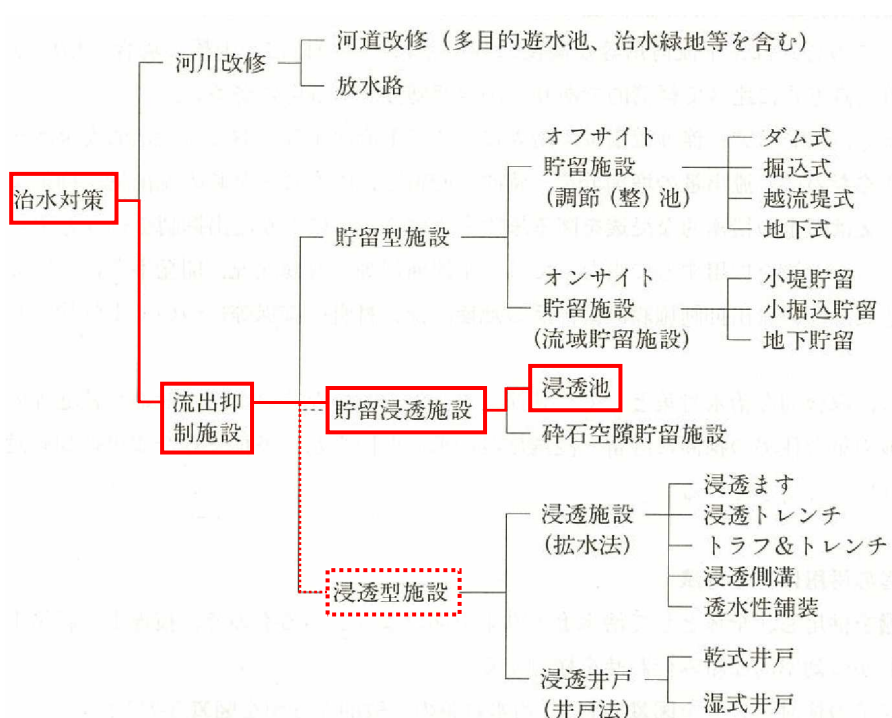 治水対策
河川改修
河道改修（多目的遊水池、治水緑地等を含む）
放水路
流出抑
制施設
貯留型施設
オフサイト
貯留施設
(調節（整）池)
ダム式
掘込式
越流堤式
地下式
オンサイト
貯留施設
(流域貯留施設)
小堤貯留
小掘込貯留
地下貯留
貯留浸透施設
浸透池
砕石空隙貯留施設
浸透型施設
浸透施設
(拡水法)
浸透ます
浸透トレンチ
トラフ＆トレンチ
浸透側溝
透水性舗装
浸透井戸
(井戸法)
乾式井戸
湿式井戸